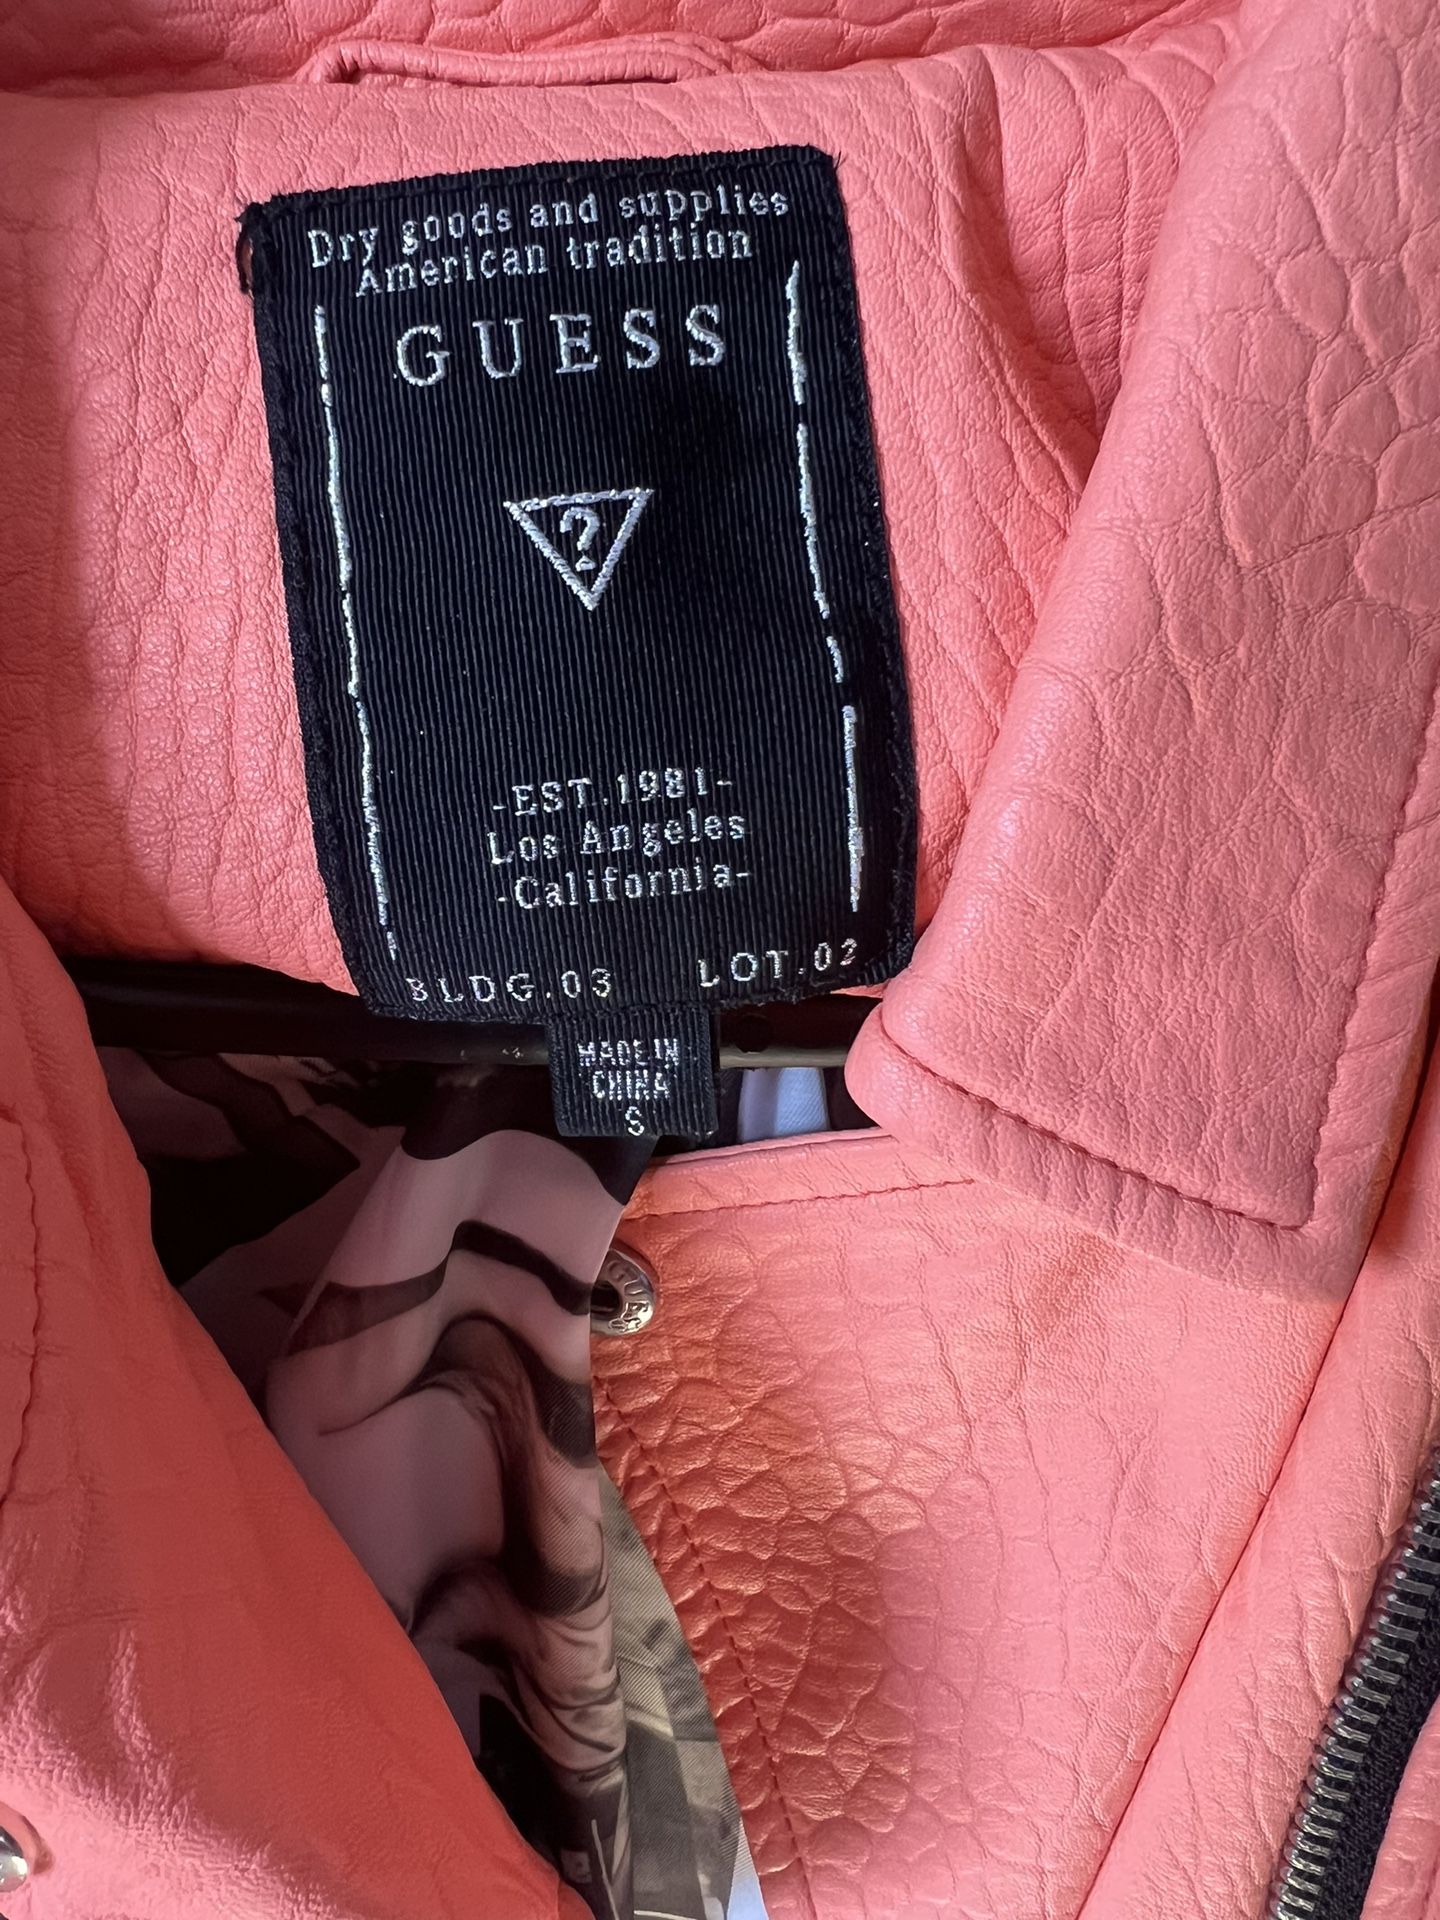 Dry goods and supplies
American tradition
GUESS
?
-EST.1981-
Los Angeles
-California-
BLDG.03 LOT.02
MADE IN
CHINA
S
GUESS